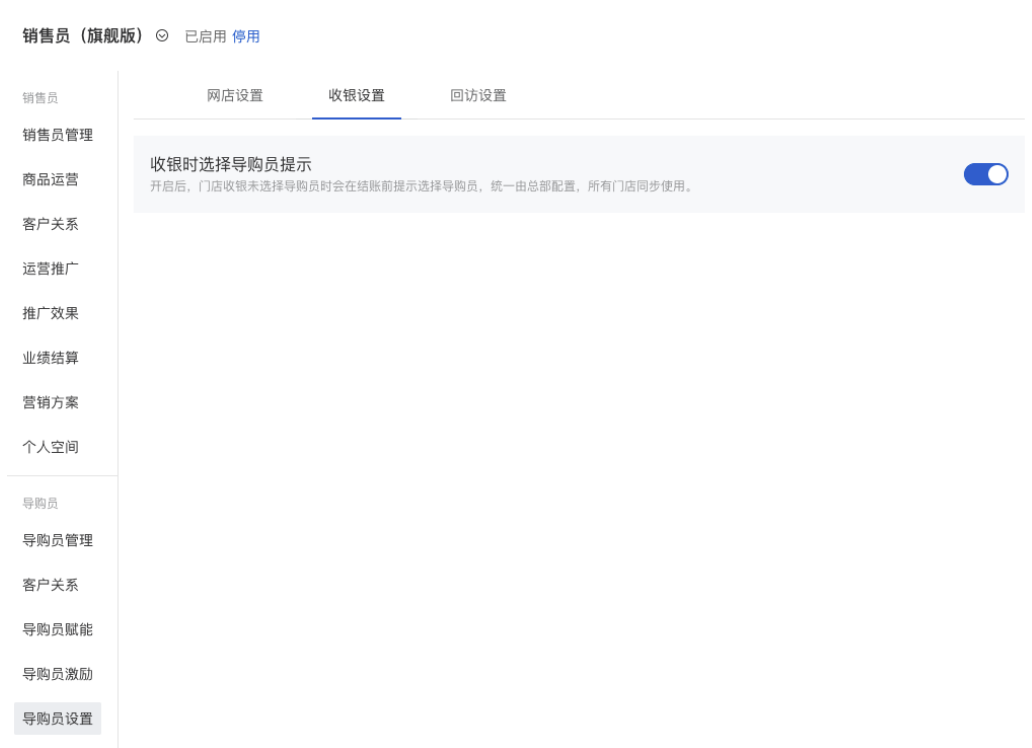 销售员（旗舰版） 已启用 停用
销售员
销售员管理
商品运营
客户关系
运营推广
推广效果
业绩结算
营销方案
个人空间
导购员
导购员管理
客户关系
导购员赋能
导购员激励
导购员设置
网店设置 收银设置 回访设置
收银时选择导购员提示
开启后，门店收银未选择导购员时会在结账前提示选择导购员，统一由总部配置，所有门店同步使用。